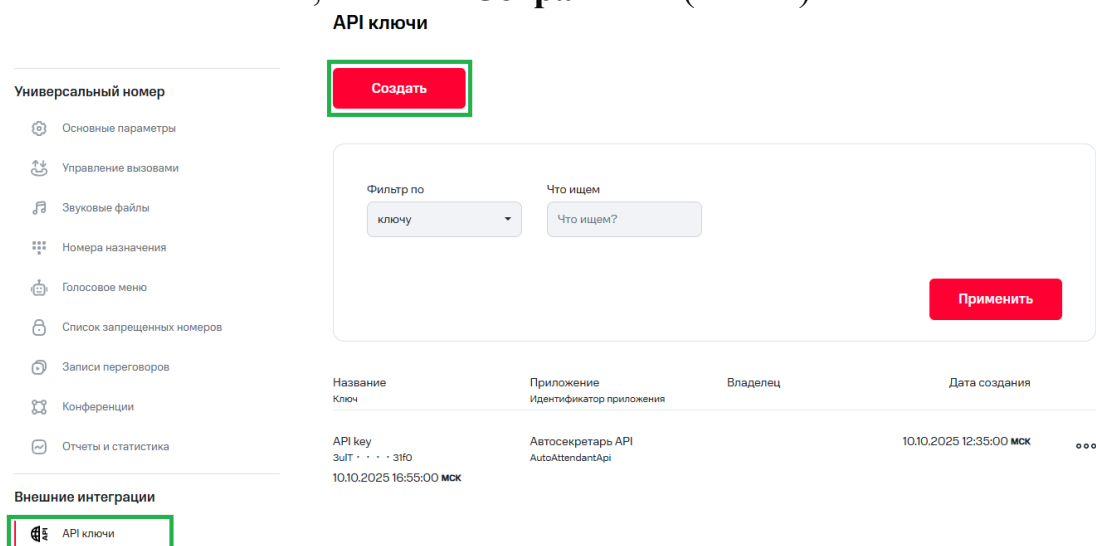 API ключи
Создать
Универсальный номер
Основные параметры
Управление вызовами
Звуковые файлы
Номера назначения
Голосовое меню
Список запрещенных номеров
Записи переговоров
Конференции
Отчеты и статистика
Внешние интеграции
API ключи
Фильтр по
Что ищем
ключу
Что ищем?
Применить
Название
Ключ
Приложение
Идентификатор приложения
Владелец
Дата создания
API key
3ulT · · · · 31f0
10.10.2025 16:55:00 мск
Автосекретарь API
AutoAttendantApi
10.10.2025 12:35:00 мск